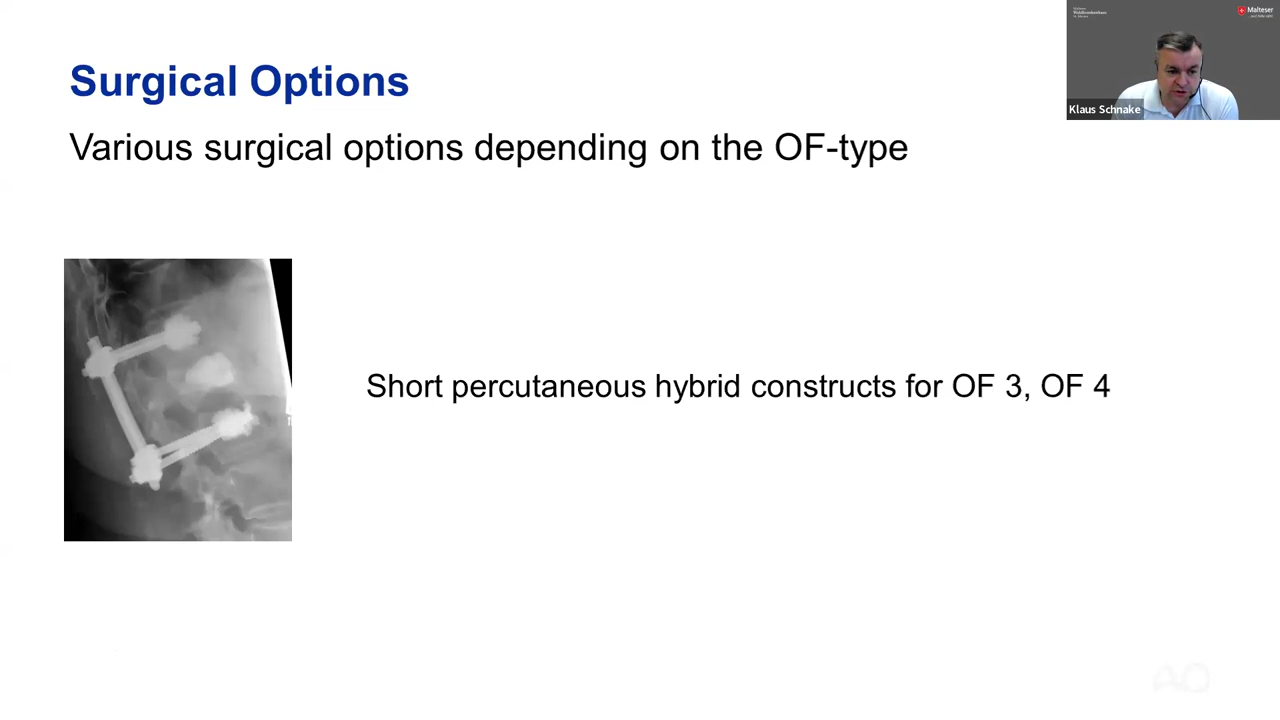 Surgical Options
Various surgical options depending on the OF-type
Short percutaneous hybrid constructs for OF 3, OF 4
Malteser
Klaus Schnake
AO